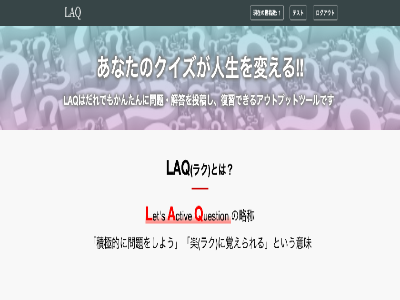 LAQ
テスト
ログアウト
あなたのクイズが人生を変える!!
LAQはだれでもかんたんに問題・解答を投稿し、復習できるアウトプットツールです
LAQ(ラク)とは？
Let's Active Question の略称
「積極的に問題をしよう」「楽(ラク)に覚えられる」という意味